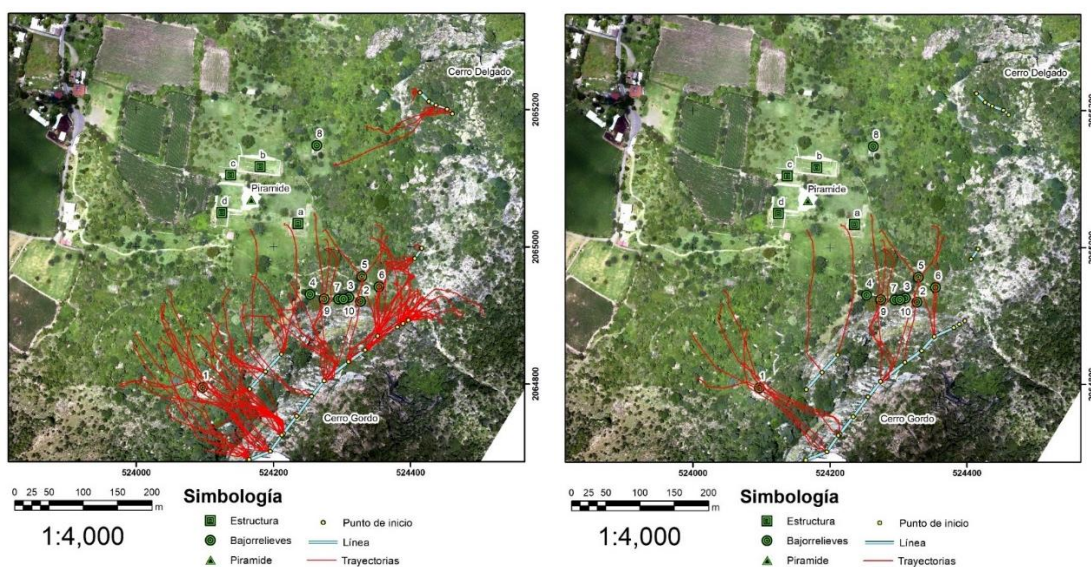 Cerro Delgado
2065200
8
b
c
Piramide
d
a
2065000
5
6
4
7
3
2
9
10
1
2064800
Cerro Gordo
524000
524200
524400
0 25 50 100 150 200
m
1:4,000
Simbología
Estructura
Punto de inicio
Bajorrelieves
Línea
Piramide
Trayectorias
Cerro Delgado
2065200
8
b
c
Piramide
d
a
2065000
5
6
4
7
3
2
9
10
1
2064800
Cerro Gordo
524000
524200
524400
0 25 50 100 150 200
m
1:4,000
Simbología
Estructura
Punto de inicio
Bajorrelieves
Línea
Piramide
Trayectorias